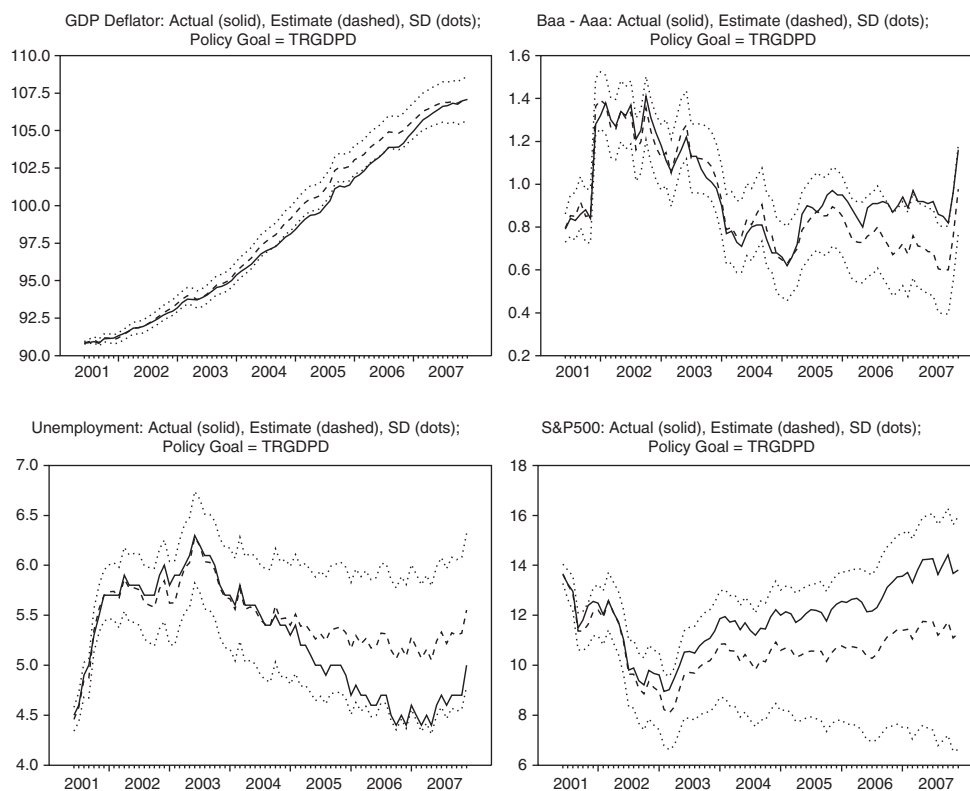 GDP Deflator: Actual (solid), Estimate (dashed), SD (dots);
Policy Goal = TRGDPD
110.0
107.5
105.0
102.5
100.0
97.5
95.0
92.5
90.0
2001 2002 2003 2004 2005 2006 2007
Baa - Aaa: Actual (solid), Estimate (dashed), SD (dots);
Policy Goal = TRGDPD
1.6
1.4
1.2
1.0
0.8
0.6
0.4
0.2
2001 2002 2003 2004 2005 2006 2007
Unemployment: Actual (solid), Estimate (dashed), SD (dots);
Policy Goal = TRGDPD
7.0
6.5
6.0
5.5
5.0
4.5
4.0
2001 2002 2003 2004 2005 2006 2007
S&P500: Actual (solid), Estimate (dashed), SD (dots);
Policy Goal = TRGDPD
18
16
14
12
10
8
6
2001 2002 2003 2004 2005 2006 2007